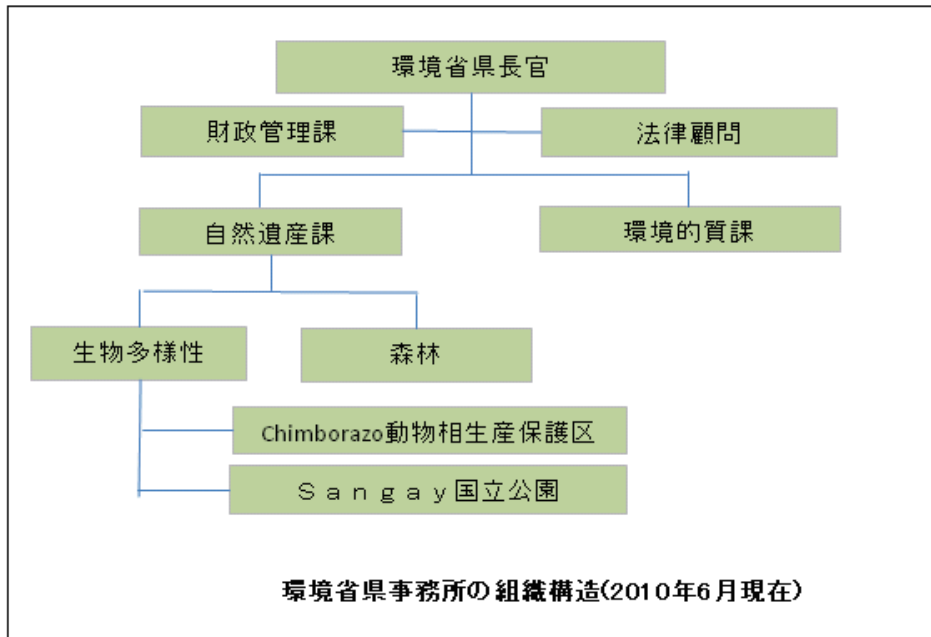 環境省県長官
財政管理課
法律顧問
自然遺産課
環境的質課
生物多様性
森林
Chimborazo動物相生産保護区
Ｓａｎｇａｙ国立公園
環境省県事務所の組織構造(2010年6月現在)